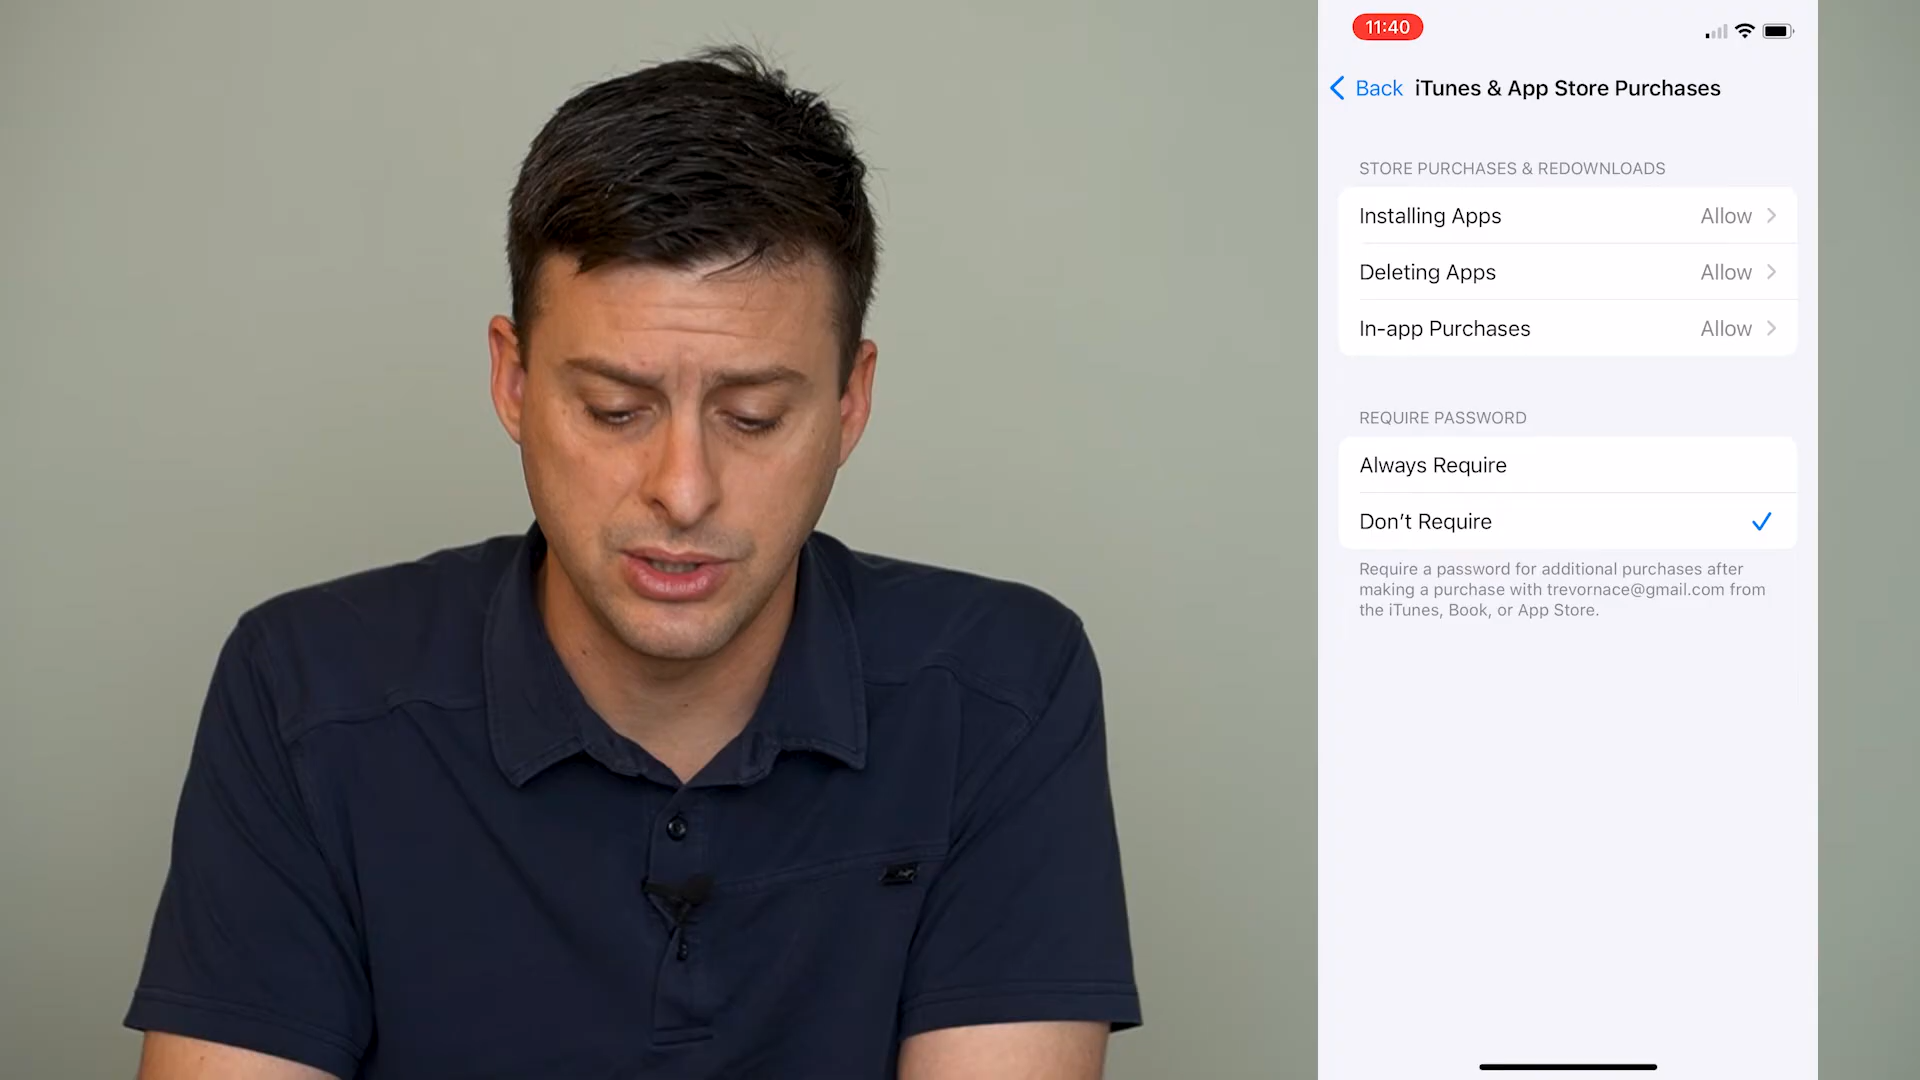 11:40
Back iTunes & App Store Purchases
STORE PURCHASES & REDOWNLOADS
Installing Apps Allow
Deleting Apps Allow
In-app Purchases Allow
REQUIRE PASSWORD
Always Require
Don't Require
Require a password for additional purchases after
making a purchase with trevornace@gmail.com from
the iTunes, Book, or App Store.